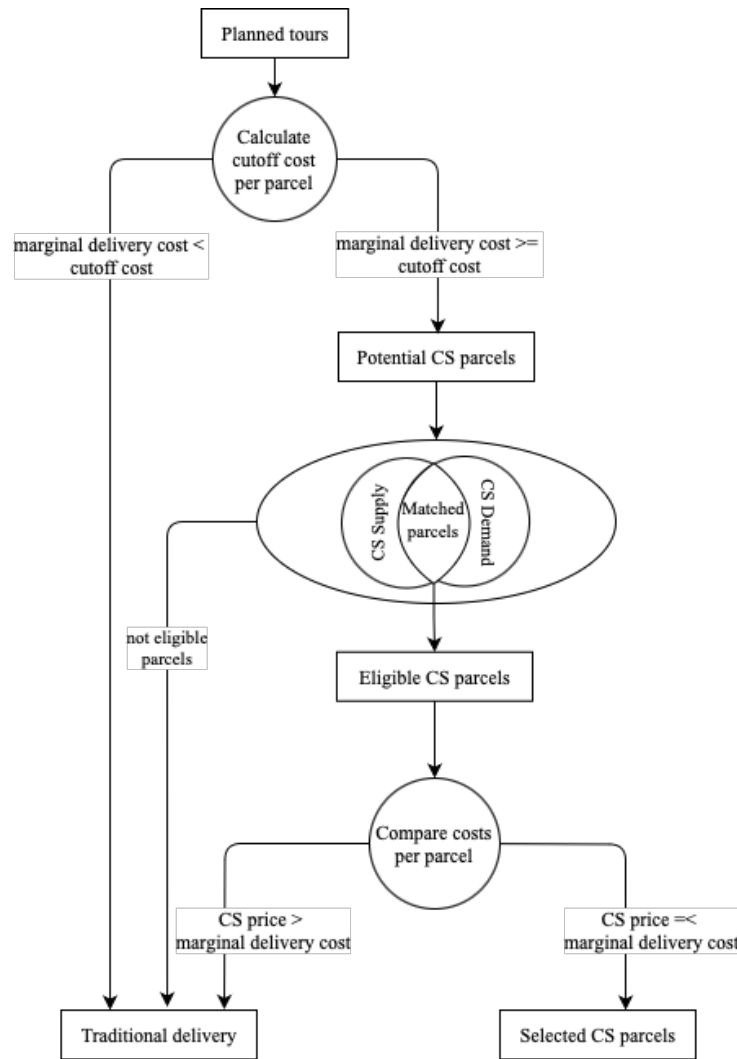 Planned tours
Calculate
cutoff cost
per parcel
marginal delivery cost <
cutoff cost
marginal delivery cost >=
cutoff cost
Potential CS parcels
CS Supply
Matched
parcels
CS Demand
not eligible
parcels
Eligible CS parcels
Compare costs
per parcel
CS price >
marginal delivery cost
CS price =<
marginal delivery cost
Traditional delivery
Selected CS parcels